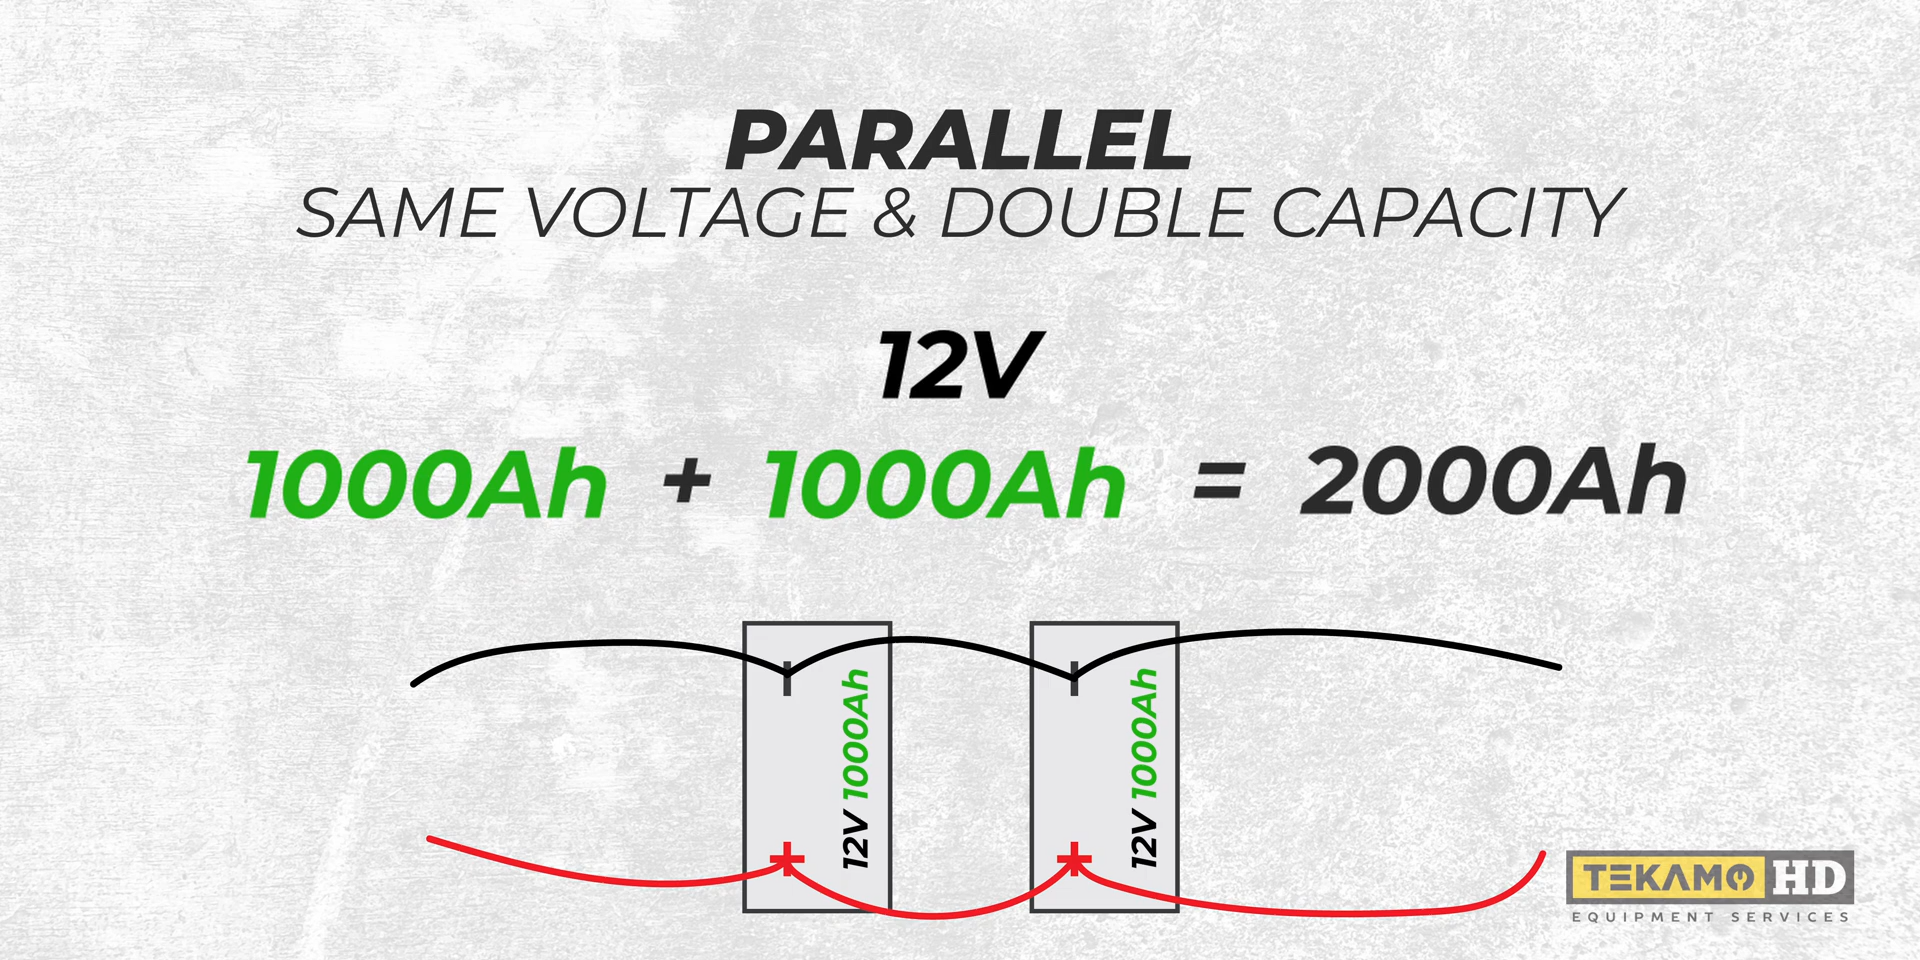 PARALLEL
SAME VOLTAGE & DOUBLE CAPACITY
12V
1000Ah + 1000Ah = 2000Ah
12V 1000Ah
12V 1000Ah
TEKAMO HD
EQUIPMENT SERVICES